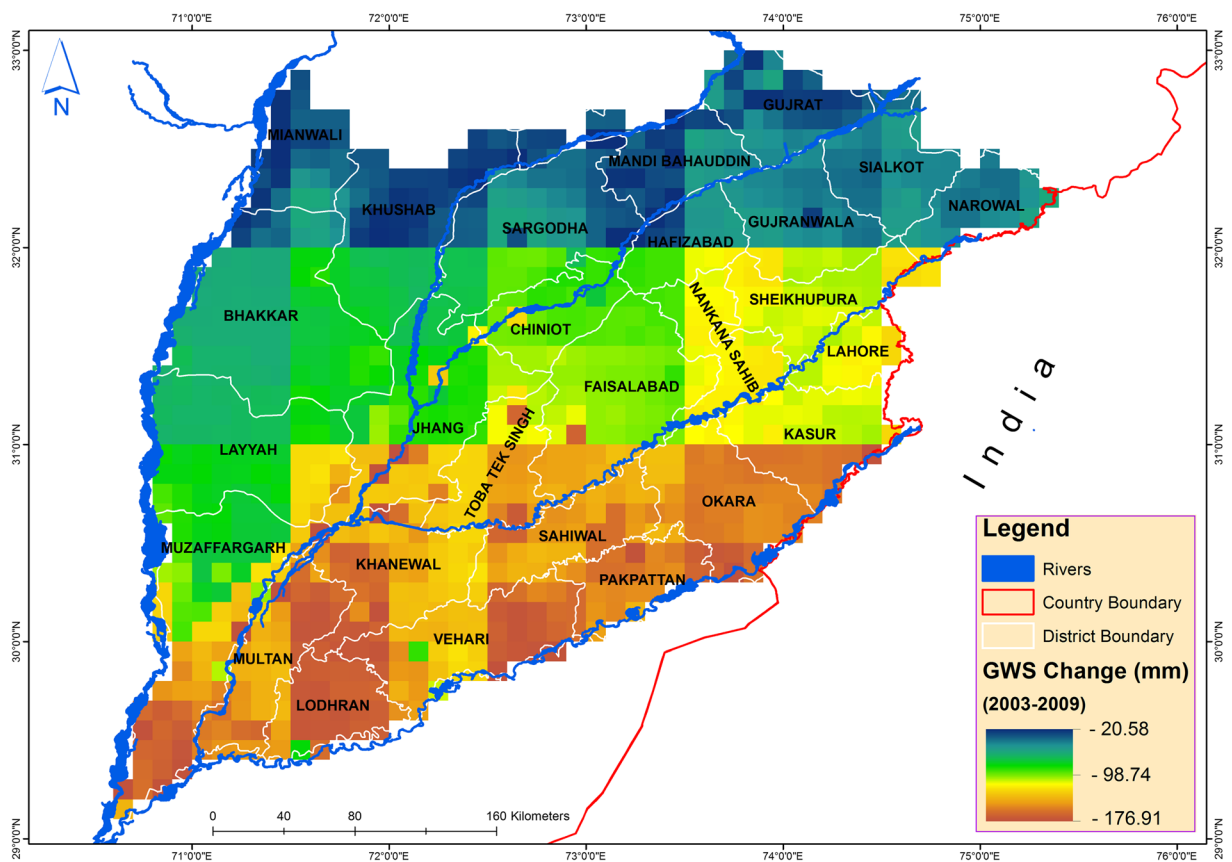 71°0'0"E
72°0'0"E
73°0'0"E
74°0'0"E
75°0'0"E
76°0'0"E
33°0'0"N
33°0'0"N
N
MIANWALI
GUJRAT
MANDI BAHAUDDIN
SIALKOT
KHUSHAB
NAROWAL
SARGODHA
GUJRANWALA
HAFIZABAD
32°0'0"N
32°0'0"N
BHAKKAR
SHEIKHUPURA
NANKANA SAHIB
CHINIOT
LAHORE
FAISALABAD
India
JHANG
KASUR
TOBA TEK SINGH
31°0'0"N
31°0'0"N
LAYYAH
OKARA
SAHIWAL
MUZAFFARGARH
KHANEWAL
PAKPATTAN
VEHARI
30°0'0"N
30°0'0"N
MULTAN
LODHRAN
Legend
Rivers
Country Boundary
District Boundary
GWS Change (mm)
(2003-2009)
- 20.58
- 98.74
- 176.91
0 40 80 160 Kilometers
29°0'0"N
29°0'0"N
71°0'0"E
72°0'0"E
73°0'0"E
74°0'0"E
75°0'0"E
76°0'0"E